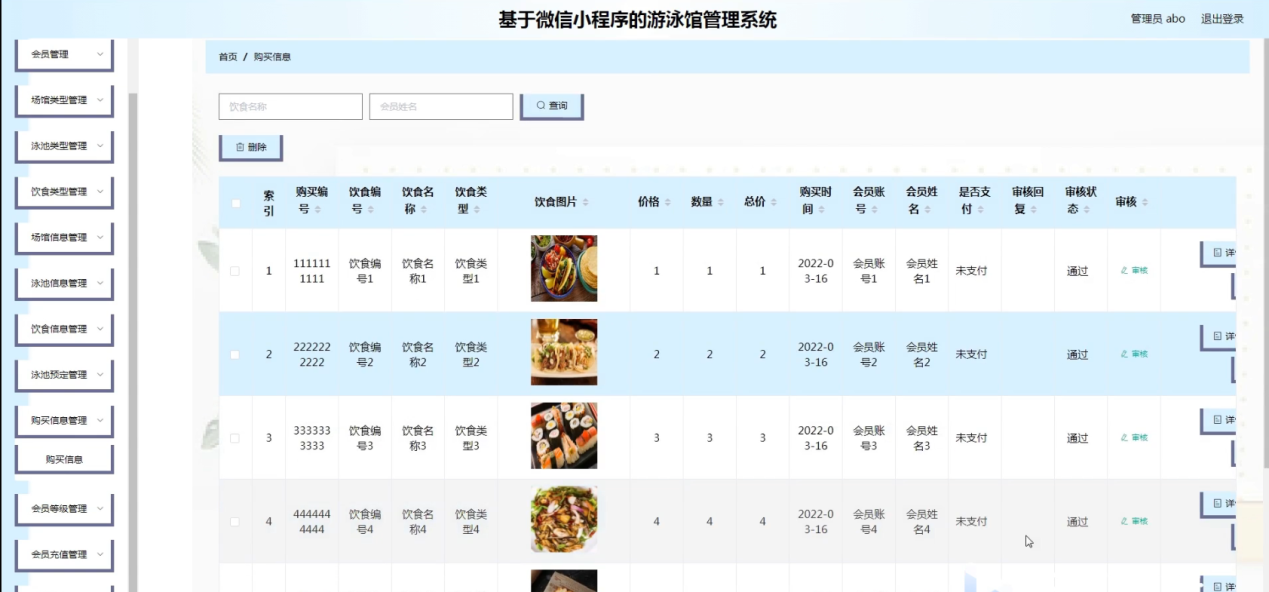 基于微信小程序的游泳馆管理系统
管理员 abo 退出登录
会员管理
场馆类型管理
泳池类型管理
饮食类型管理
场馆信息管理
泳池信息管理
饮食信息管理
泳池预定管理
购买信息管理
购买信息
会员等级管理
会员充值管理
首页 / 购买信息
饮食名称 会员姓名 查询
删除
索引 购买编号 饮食编号 饮食名称 饮食类型 饮食图片 价格 数量 总价 购买时间 会员账号 会员姓名 是否支付 审核回复 审核状态 审核
1 1111111111 饮食编号1 饮食名称1 饮食类型1 1 1 1 2022-03-16 会员账号1 会员姓名1 未支付 通过 审核 详
2 2222222222 饮食编号2 饮食名称2 饮食类型2 2 2 2 2022-03-16 会员账号2 会员姓名2 未支付 通过 审核 详
3 3333333333 饮食编号3 饮食名称3 饮食类型3 3 3 3 2022-03-16 会员账号3 会员姓名3 未支付 通过 审核 详
4 4444444444 饮食编号4 饮食名称4 饮食类型4 4 4 4 2022-03-16 会员账号4 会员姓名4 未支付 通过 审核 详
详